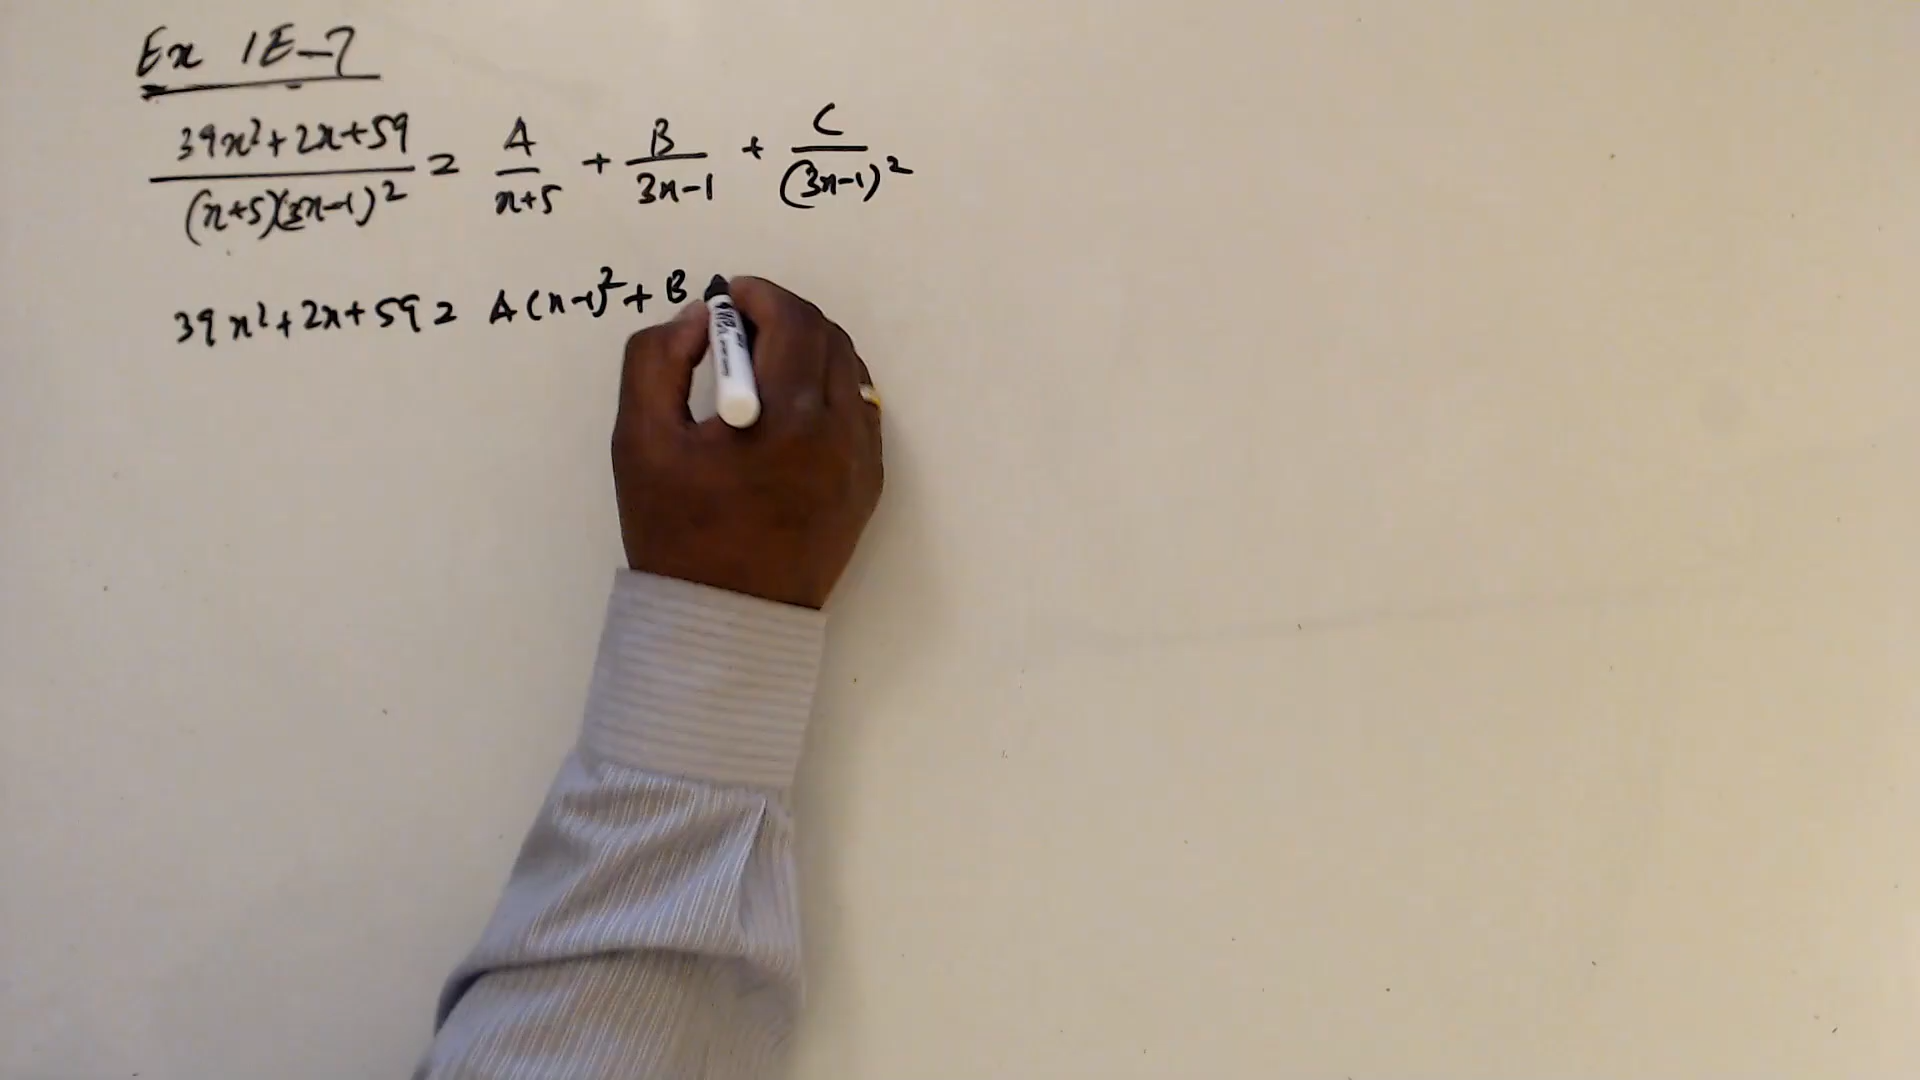 Ex 1E-7
39x²+2x+59 / (x+5)(3x-1)² = A/x+5 + B/3x-1 + C/(3x-1)²
39x²+2x+59 = A(x-1)²+B